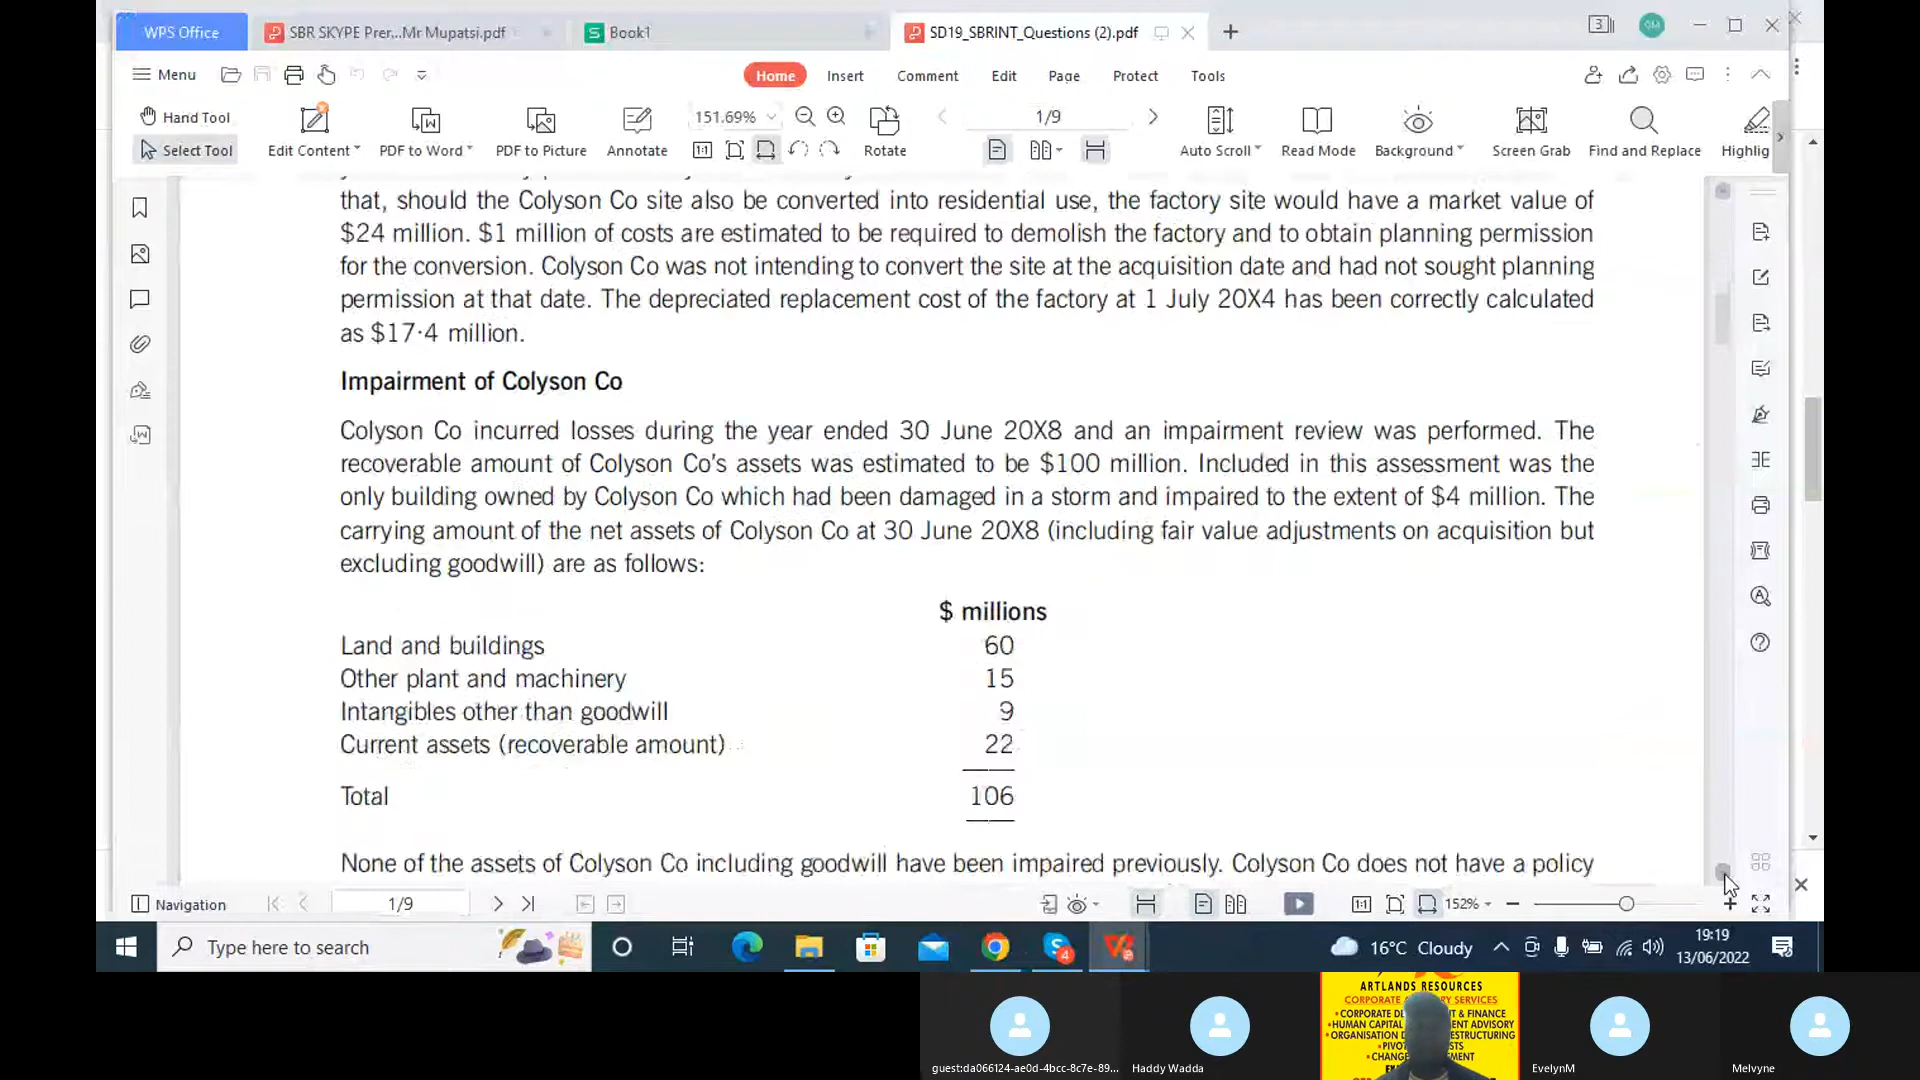 WPS Office
SBR SKYPE Prer...Mr Mupatsi.pdf
Book1
SD19_SBRINT_Questions (2).pdf
Menu
Home
Insert
Comment
Edit
Page
Protect
Tools
Hand Tool
Select Tool
Edit Content
PDF to Word
PDF to Picture
Annotate
151.69%
Rotate
1/9
Auto Scroll
Read Mode
Background
Screen Grab
Find and Replace
Highlig
that, should the Colyson Co site also be converted into residential use, the factory site would have a market value of
$24 million. $1 million of costs are estimated to be required to demolish the factory and to obtain planning permission
for the conversion. Colyson Co was not intending to convert the site at the acquisition date and had not sought planning
permission at that date. The depreciated replacement cost of the factory at 1 July 20X4 has been correctly calculated
as $17·4 million.
Impairment of Colyson Co
Colyson Co incurred losses during the year ended 30 June 20X8 and an impairment review was performed. The
recoverable amount of Colyson Co's assets was estimated to be $100 million. Included in this assessment was the
only building owned by Colyson Co which had been damaged in a storm and impaired to the extent of $4 million. The
carrying amount of the net assets of Colyson Co at 30 June 20X8 (including fair value adjustments on acquisition but
excluding goodwill) are as follows:
$ millions
Land and buildings 60
Other plant and machinery 15
Intangibles other than goodwill 9
Current assets (recoverable amount) 22
Total 106
None of the assets of Colyson Co including goodwill have been impaired previously. Colyson Co does not have a policy
Navigation
1/9
152%
Type here to search
16°C Cloudy
19:19
13/06/2022
ARTLANDS RESOURCES
•HUMAN CAPITAL
guest:da066124-ae0d-4bcc-8c7e-89...
Haddy Wadda
EvelynM
Melvyne